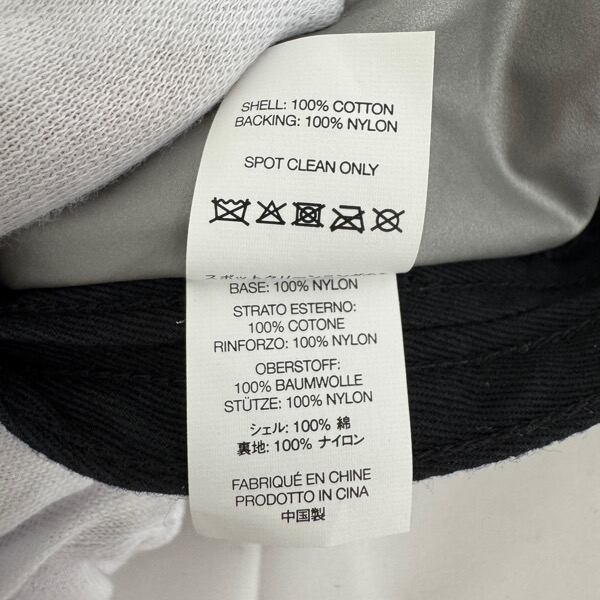 SHELL: 100% COTTON
BACKING: 100% NYLON
SPOT CLEAN ONLY
BASE: 100% NYLON
STRATO ESTERNO:
100% COTONE
RINFORZO: 100% NYLON
OBERSTOFF:
100% BAUMWOLLE
STÜTZE: 100% NYLON
シェル: 100% 綿
裏地: 100% ナイロン
FABRIQUÉ EN CHINE
PRODOTTO IN CINA
中国製